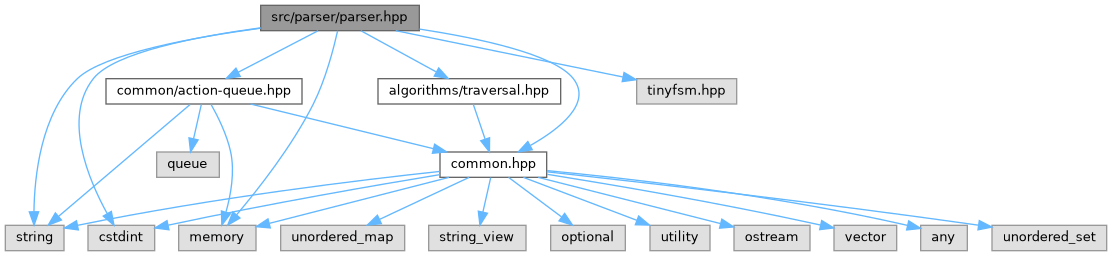 src/parser/parser.hpp
common/action-queue.hpp
algorithms/traversal.hpp
tinyfsm.hpp
queue
common.hpp
string
cstdint
memory
unordered_map
string_view
optional
utility
ostream
vector
any
unordered_set